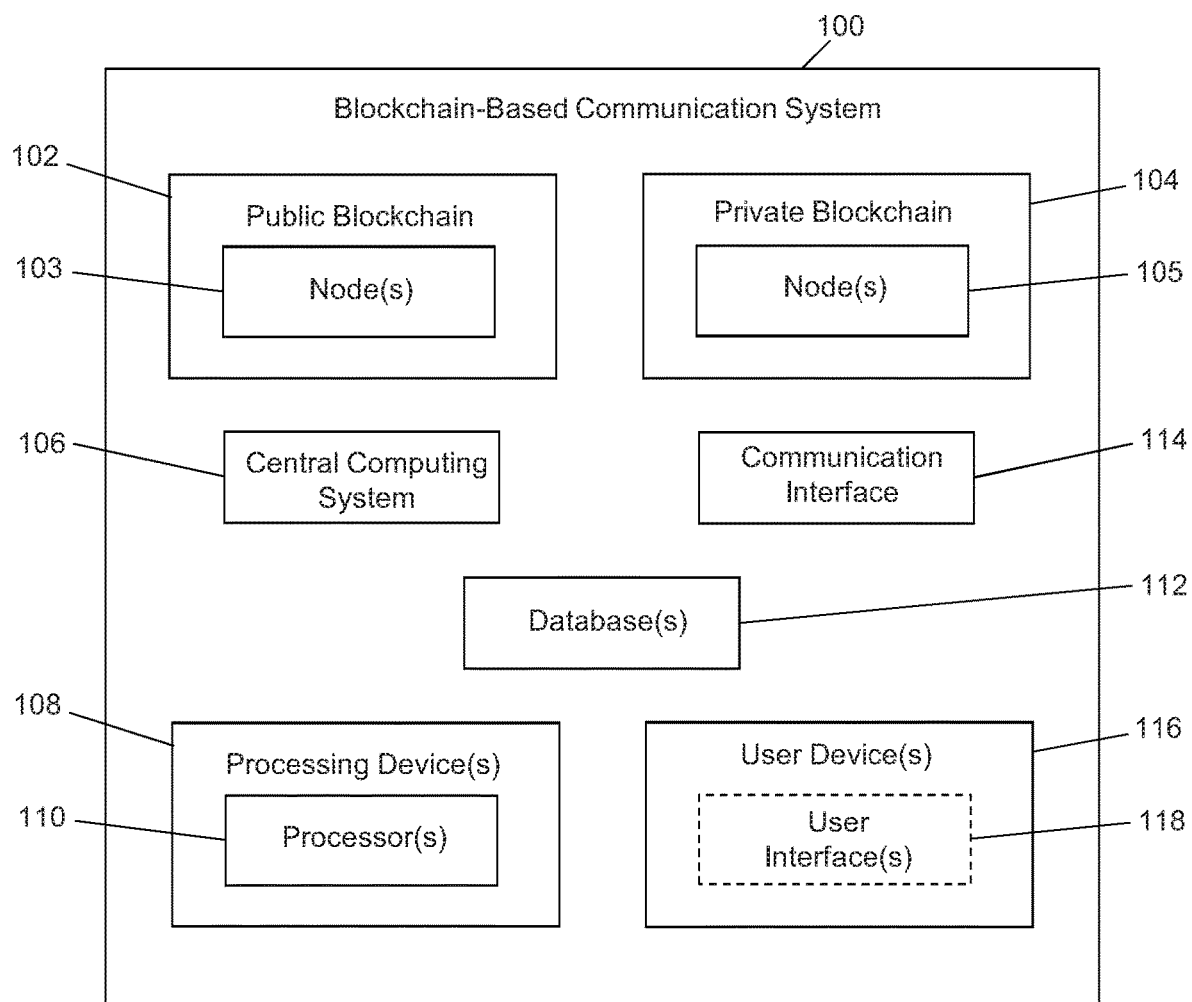 100
Blockchain-Based Communication System
102
104
Public Blockchain
Private Blockchain
103
Node(s)
Node(s)
105
106
Central Computing
System
Communication
Interface
114
Database(s)
112
108
Processing Device(s)
User Device(s)
116
110
Processor(s)
User
Interface(s)
118